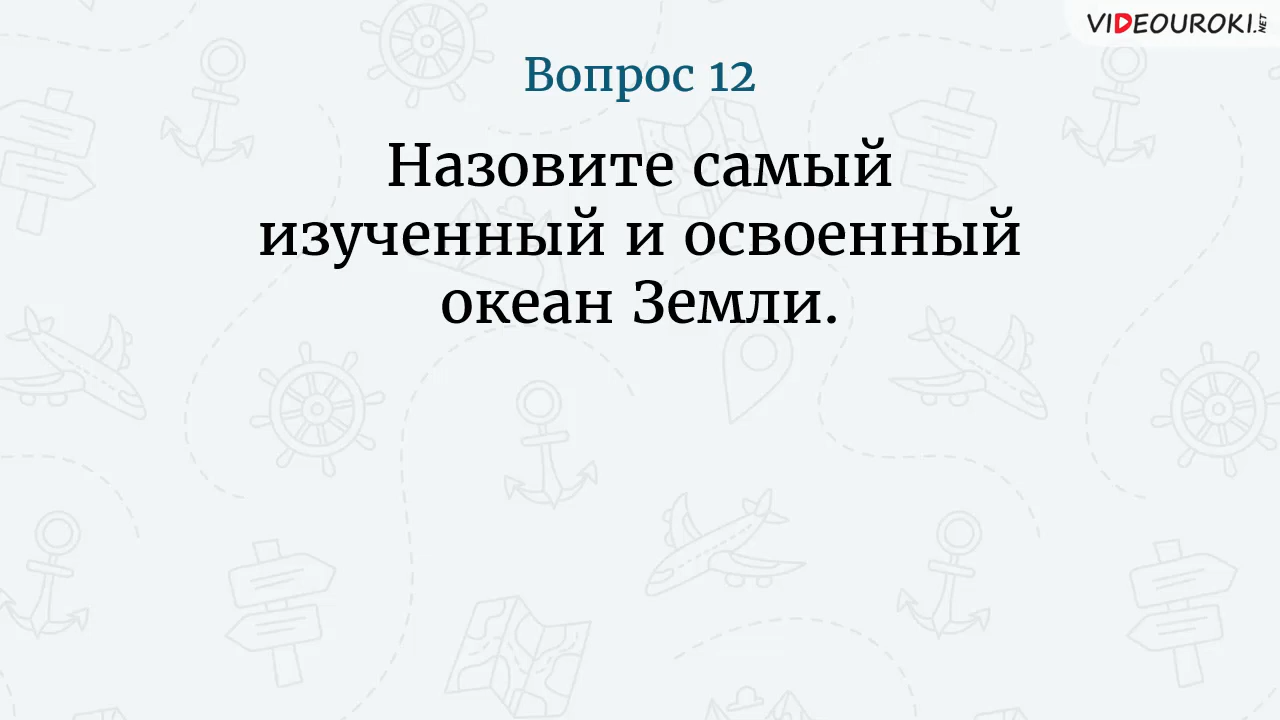 VIDEOUROKI.NET
Вопрос 12
Назовите самый
изученный и освоенный
океан Земли.